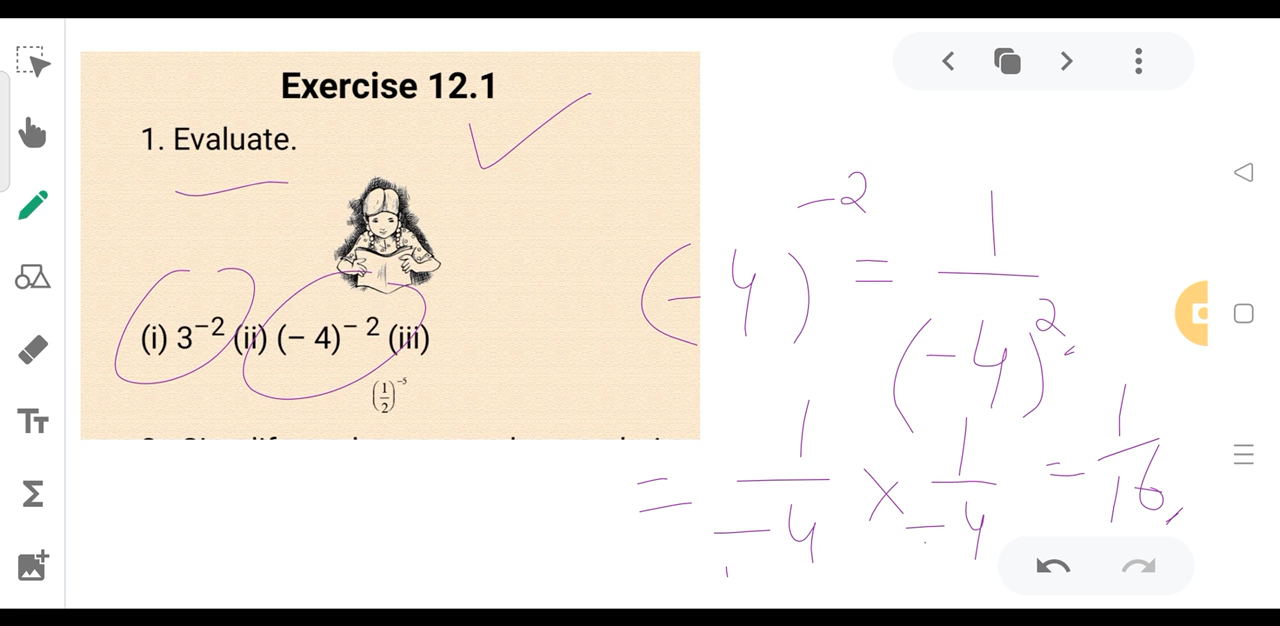 Exercise 12.1
1. Evaluate.
(i) 3⁻² (ii) (– 4)⁻ ² (iii)
(1/2)⁻⁵
(-4)⁻² = 1/(-4)²
= 1/-4 × 1/-4 = 1/16